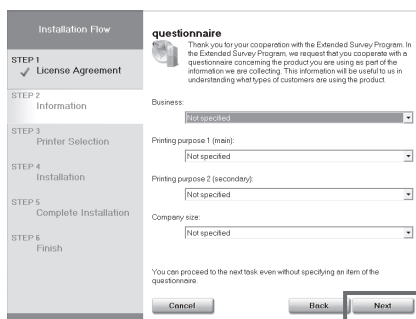 Installation Flow
STEP 1
License Agreement
STEP 2
Information
STEP 3
Printer Selection
STEP 4
Installation
STEP 5
Complete Installation
STEP 6
Finish
questionnaire
Thank you for your cooperation with the Extended Survey Program. In
the Extended Survey Program, we request that you cooperate with a
questionnaire concerning the product you are using as part of the
information we are collecting. This information will be useful to us in
understanding what types of customers are using the product.
Business:
Not specified
Printing purpose 1 (main):
Not specified
Printing purpose 2 (secondary):
Not specified
Company size:
Not specified
You can proceed to the next task even without specifying an item of the
questionnaire.
Cancel
Back
Next